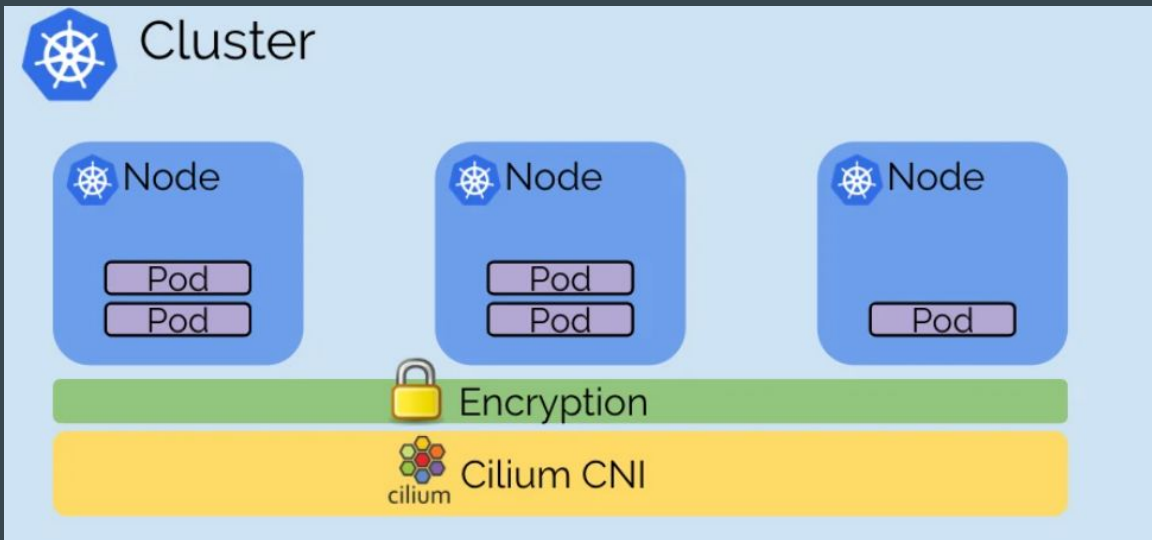 Cluster
Node
Pod
Pod
Node
Pod
Pod
Node
Pod
Encryption
cilium
Cilium CNI